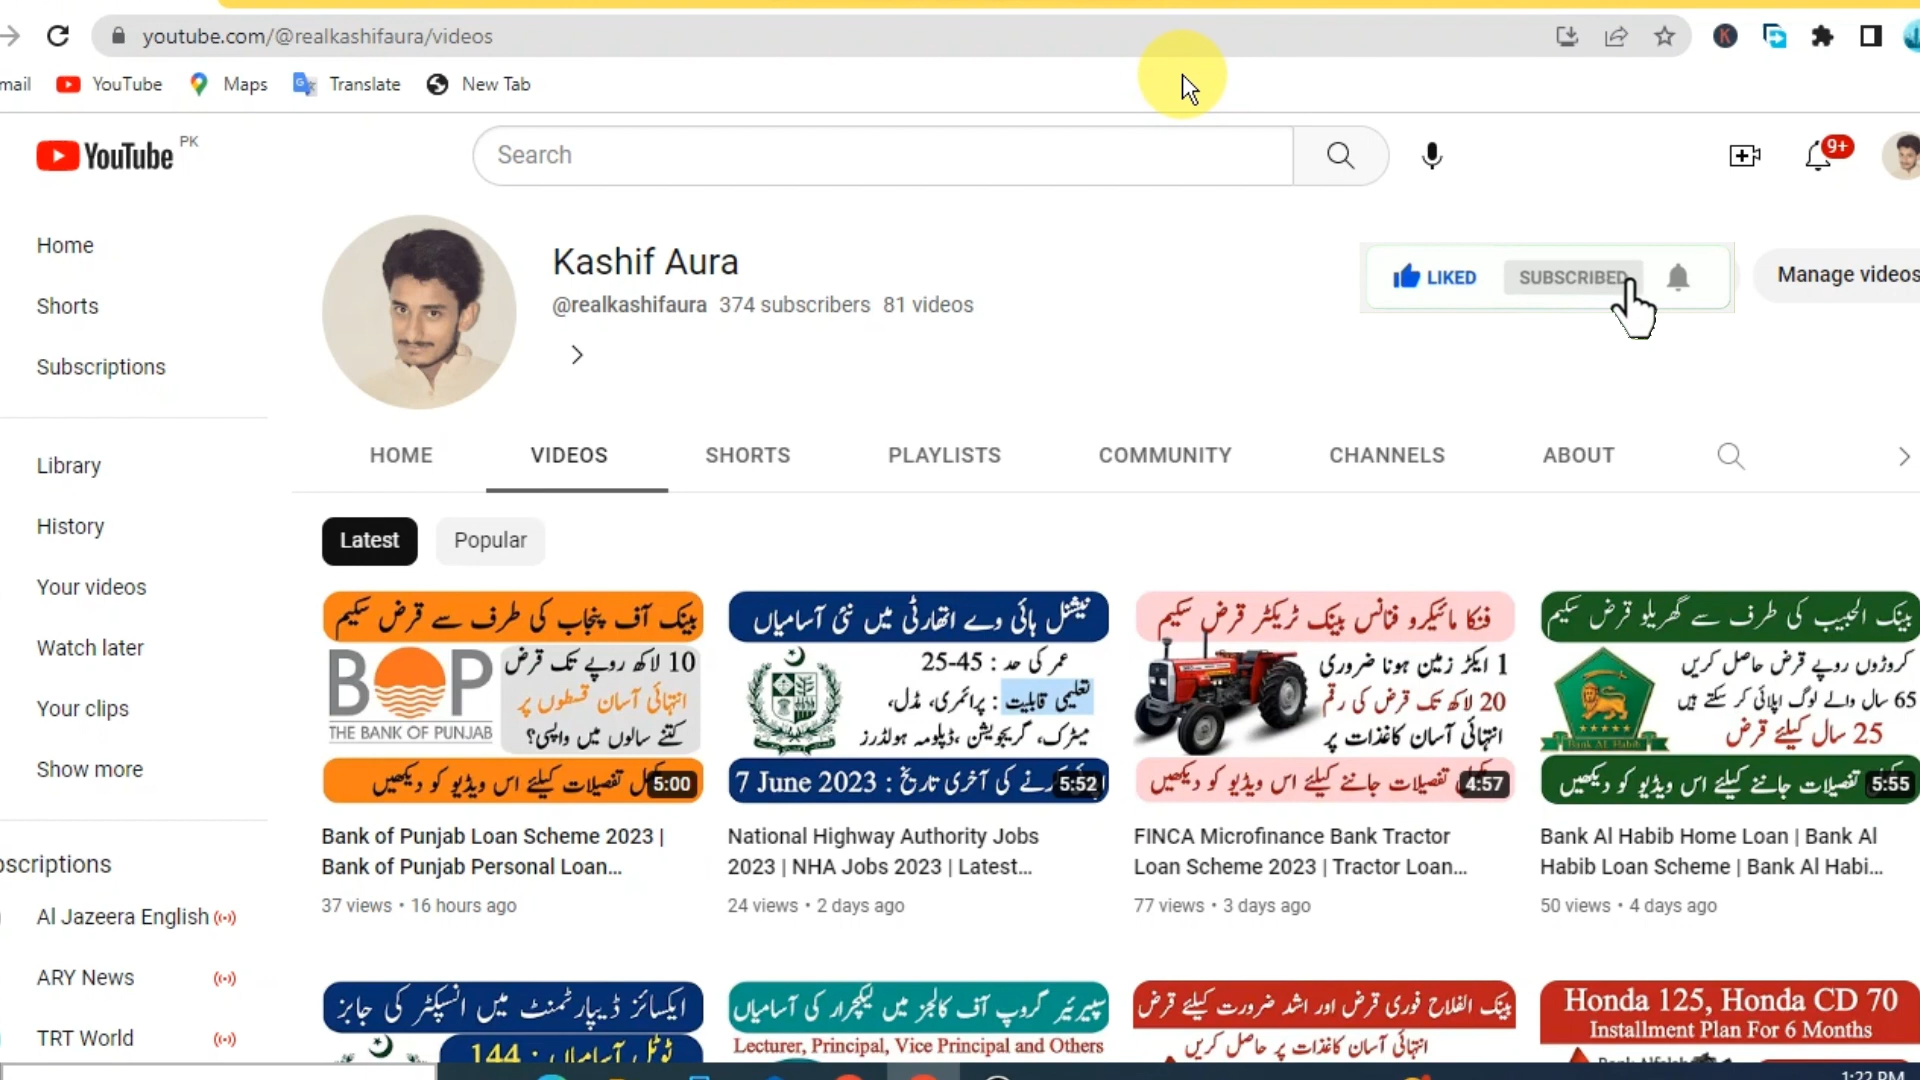 youtube.com/@realkashifaura/videos
mail YouTube Maps Translate New Tab
YouTube PK
Search
9+
Home
Shorts
Subscriptions
Library
History
Your videos
Watch later
Your clips
Show more
Al Jazeera English
ARY News
TRT World
Kashif Aura
@realkashifaura 374 subscribers 81 videos
LIKED SUBSCRIBED
Manage videos
HOME VIDEOS SHORTS PLAYLISTS COMMUNITY CHANNELS ABOUT
Latest Popular
بینک آف پنجاب کی طرف سے قرض سکیم
BOP
THE BANK OF PUNJAB
10 لاکھ روپے تک قرض
انتہائی آسان قسطوں پر
کتنے سالوں میں واپسی؟
تفصیلات کیلئے اس ویڈیو کو دیکھیں
5:00
Bank of Punjab Loan Scheme 2023 |
Bank of Punjab Personal Loan...
37 views • 16 hours ago
نیشنل ہائی وے اتھارٹی میں نئی آسامیاں
عمر کی حد : 45-25
تعلیمی قابلیت : پرائمری، مڈل،
میٹرک، گریجویشن ،ڈپلومہ ہولڈرز
کرنے کی آخری تاریخ : 7 June 2023
5:52
National Highway Authority Jobs
2023 | NHA Jobs 2023 | Latest...
24 views • 2 days ago
فنکا مائیکرو فنانس بینک ٹریکٹر قرض سکیم
1 ایکڑ زمین ہونا ضروری
20 لاکھ تک قرض کی رقم
انتہائی آسان کاغذات پر
تفصیلات جاننے کیلئے اس ویڈیو کو دیکھیں
4:57
FINCA Microfinance Bank Tractor
Loan Scheme 2023 | Tractor Loan...
77 views • 3 days ago
بینک الحبیب کی طرف سے گھریلو قرض سکیم
Bank Al Habib
کروڑوں روپے قرض حاصل کریں
65 سال والے لوگ اپلائی کر سکتے ہیں
25 سال کیلئے قرض
تفصیلات جاننے کیلئے اس ویڈیو کو دیکھیں
5:55
Bank Al Habib Home Loan | Bank Al
Habib Loan Scheme | Bank Al Habi...
50 views • 4 days ago
ایکسائز ڈیپارٹمنٹ میں انسپکٹر کی جابز
ٹوٹل آسامیاں : 144
سپیرئیر گروپ آف کالجز میں لیکچرار کی آسامیاں
Lecturer, Principal, Vice Principal and Others
بینک الفلاح فوری قرض اور اشد ضرورت کیلئے قرض
انتہائی آسان کاغذات پر حاصل کریں
Honda 125, Honda CD 70
Installment Plan For 6 Months
1:22 PM